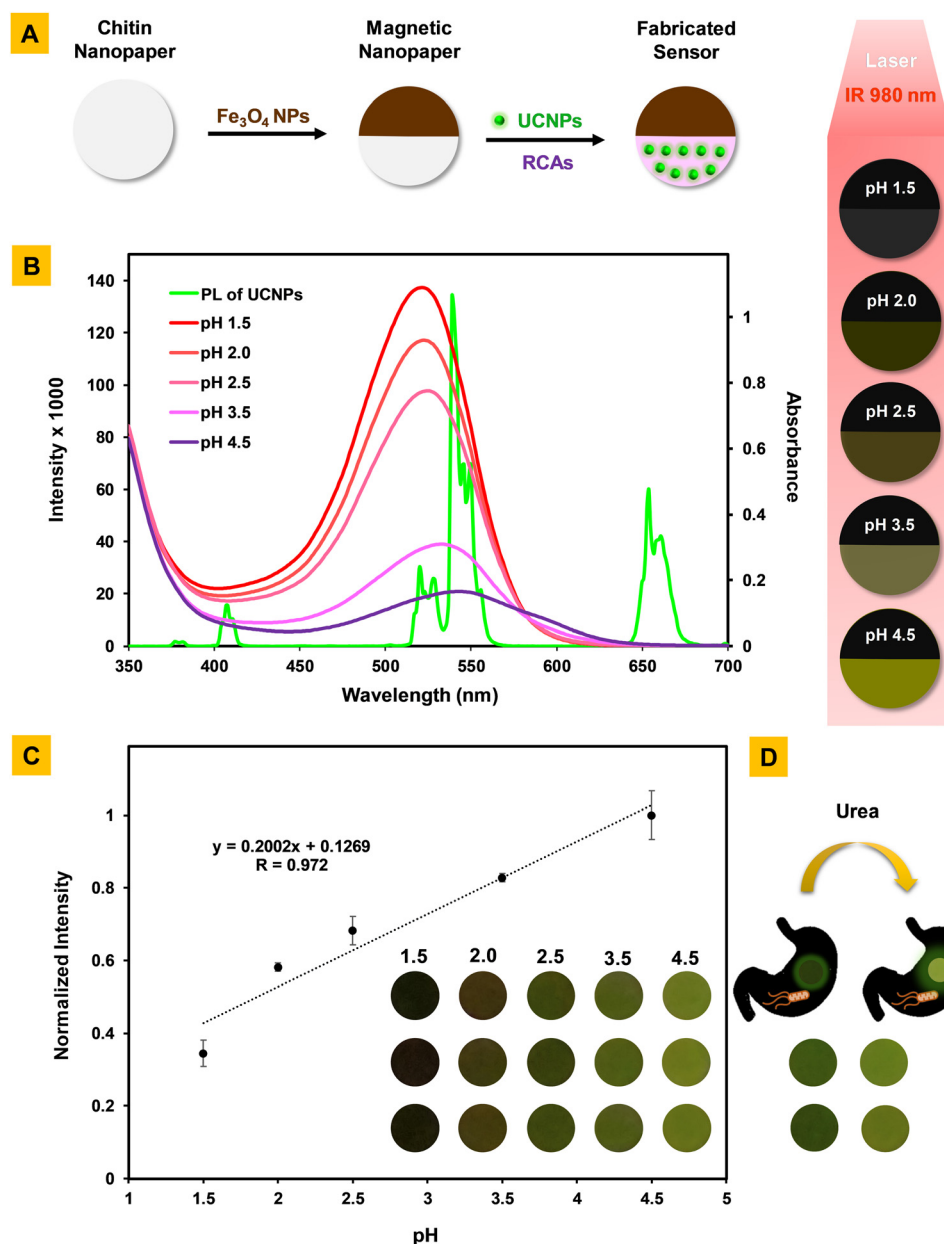 A
Chitin
Nanopaper
Fe₃O₄ NPs
Magnetic
Nanopaper
UCNPs
RCAs
Fabricated
Sensor
Laser
IR 980 nm
pH 1.5
pH 2.0
pH 2.5
pH 3.5
pH 4.5
B
PL of UCNPs
pH 1.5
pH 2.0
pH 2.5
pH 3.5
pH 4.5
Intensity x 1000
140
120
100
80
60
40
20
0
Absorbance
1
0.8
0.6
0.4
0.2
0
350 400 450 500 550 600 650 700
Wavelength (nm)
C
y = 0.2002x + 0.1269
R = 0.972
Normalized Intensity
1
0.8
0.6
0.4
0.2
0
1.5 2.0 2.5 3.5 4.5
1 1.5 2 2.5 3 3.5 4 4.5 5
pH
D
Urea